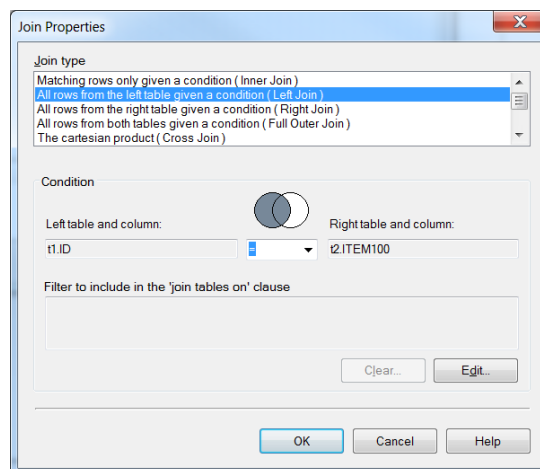 Join Properties
Join type
Matching rows only given a condition ( Inner Join )
All rows from the left table given a condition ( Left Join )
All rows from the right table given a condition ( Right Join )
All rows from both tables given a condition ( Full Outer Join )
The cartesian product ( Cross Join )
Condition
Left table and column: Right table and column:
t1.ID = t2.ITEM100
Filter to include in the 'join tables on' clause
Clear... Edit...
OK Cancel Help